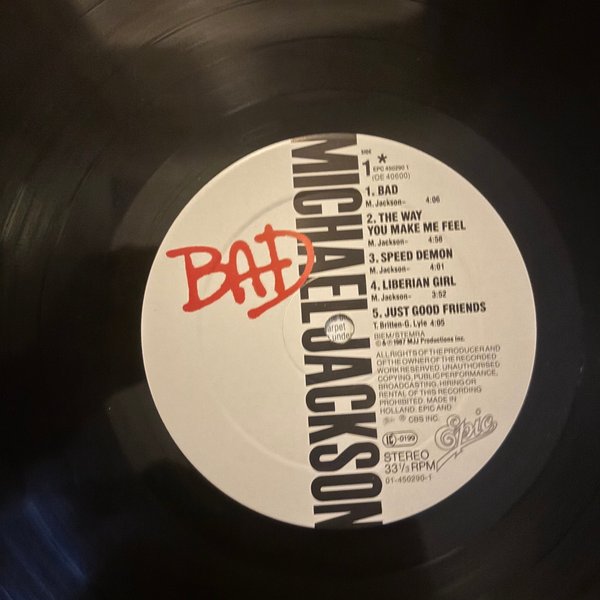 BAD
MICHAEL JACKSON
SIDE
1 *
EPC 450290 1
(OE 40600)
1. BAD
M. Jackson- 4:06
2. THE WAY
YOU MAKE ME FEEL
M. Jackson- 4:58
3. SPEED DEMON
M. Jackson- 4:01
4. LIBERIAN GIRL
M. Jackson- 3:52
5. JUST GOOD FRIENDS
T. Britten-G. Lyle 4:05
BIEM/STEMRA
© & ℗ 1987 MJJ Productions Inc.
ALL RIGHTS OF THE PRODUCER AND
OF THE OWNER OF THE RECORDED
WORK RESERVED. UNAUTHORISED
COPYING, PUBLIC PERFORMANCE,
BROADCASTING, HIRING OR
RENTAL OF THIS RECORDING
PROHIBITED. MADE IN
HOLLAND. EPIC AND
® CBS INC.
LC 0199
Epic
STEREO
33⅓ RPM
01-450290-1
arpet
under